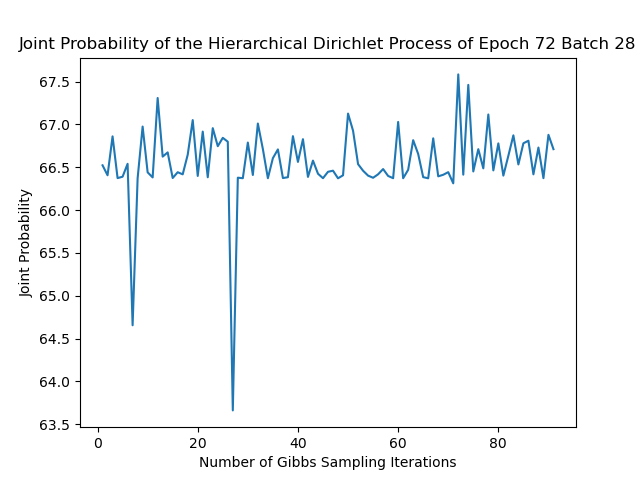 Joint Probability of the Hierarchical Dirichlet Process of Epoch 72 Batch 28
67.5
67.0
66.5
66.0
65.5
65.0
64.5
64.0
63.5
Joint Probability
0 20 40 60 80
Number of Gibbs Sampling Iterations